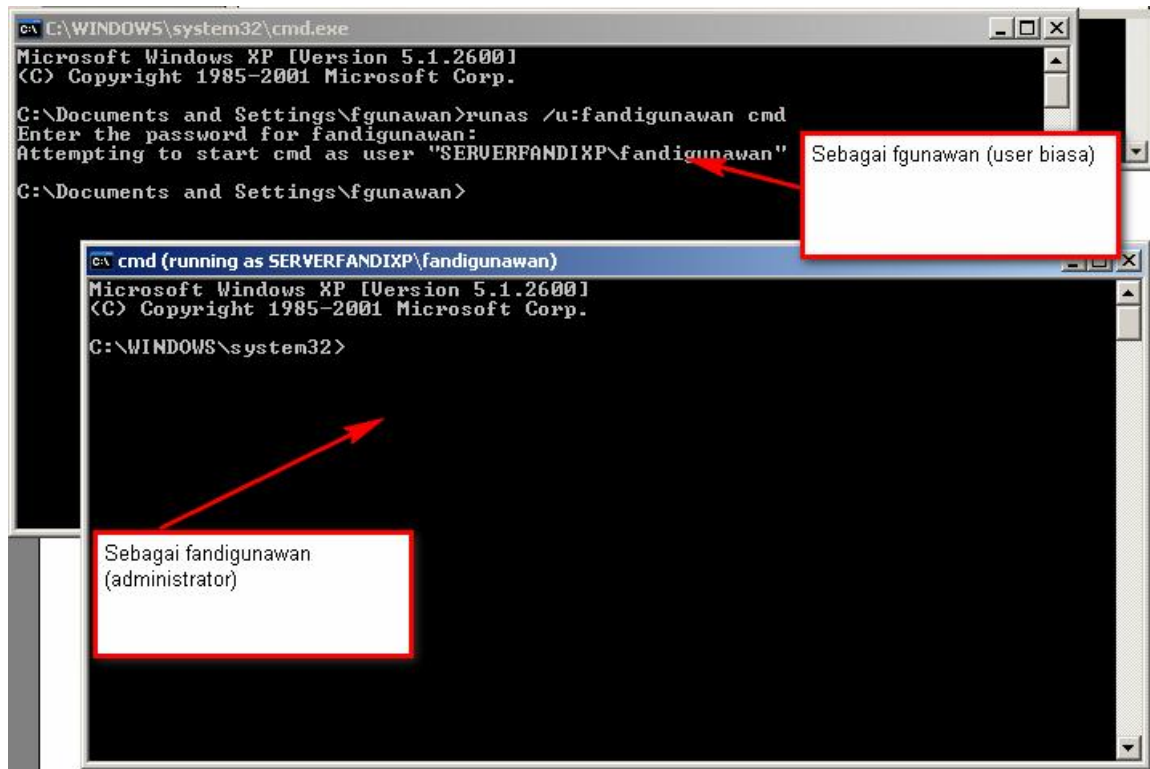 C:\WINDOWS\system32\cmd.exe
Microsoft Windows XP [Version 5.1.2600]
(C) Copyright 1985-2001 Microsoft Corp.
C:\Documents and Settings\fgunawan>runas /u:fandigunawan cmd
Enter the password for fandigunawan:
Attempting to start cmd as user "SERVERFANDIXP\fandigunawan"
C:\Documents and Settings\fgunawan>
Sebagai fgunawan (user biasa)
cmd (running as SERVERFANDIXP\fandigunawan)
Microsoft Windows XP [Version 5.1.2600]
(C) Copyright 1985-2001 Microsoft Corp.
C:\WINDOWS\system32>
Sebagai fandigunawan
(administrator)